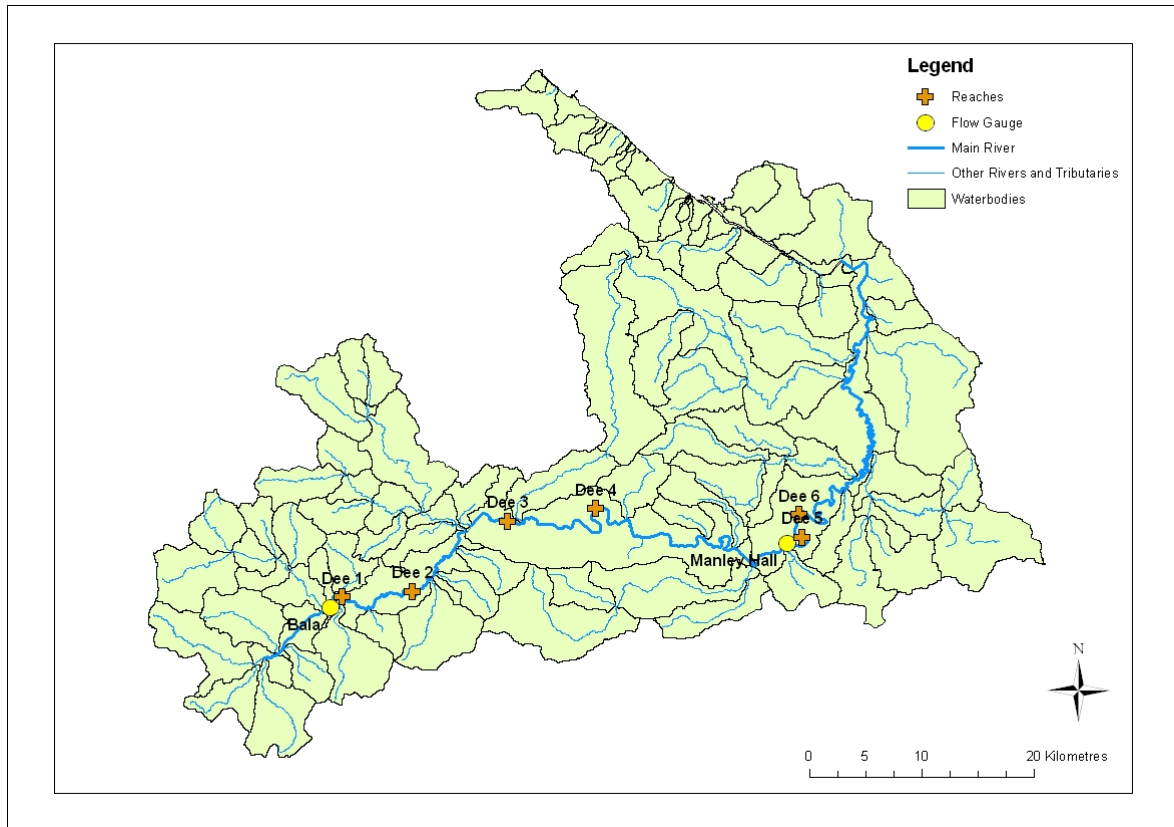 Legend
Reaches
Flow Gauge
Main River
Other Rivers and Tributaries
Waterbodies
Dee 3
Dee 4
Dee 6
Dee 5
Manley Hall
Dee 1
Dee 2
Bala
N
0 5 10 20 Kilometres